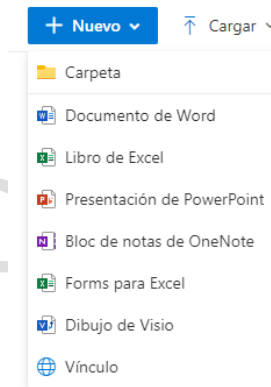 + Nuevo Cargar
Carpeta
Documento de Word
Libro de Excel
Presentación de PowerPoint
Bloc de notas de OneNote
Forms para Excel
Dibujo de Visio
Vínculo